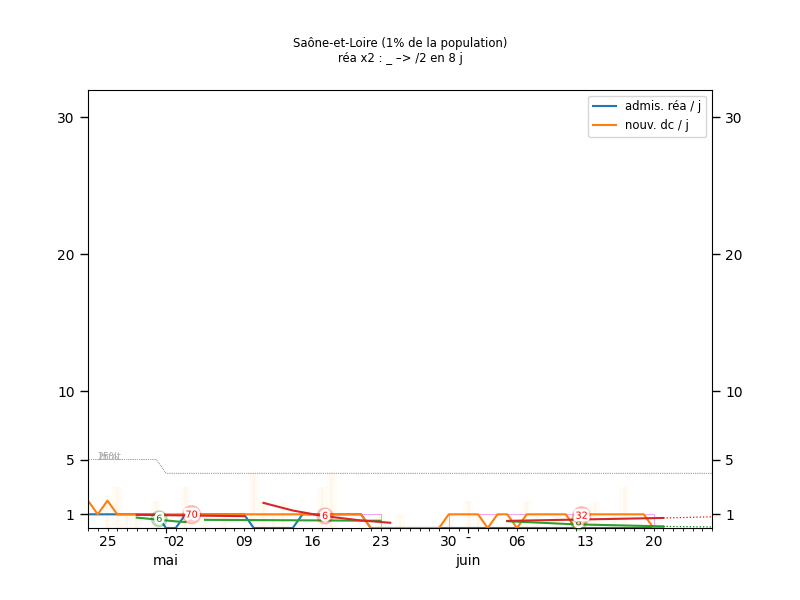 Saône-et-Loire (1% de la population)
réa x2 : _ –> /2 en 8 j
admis. réa / j
nouv. dc / j
30 30
20 20
10 10
5 5
1 1
6 70 6 32
25 02 09 16 23 30 - 06 13 20
mai juin